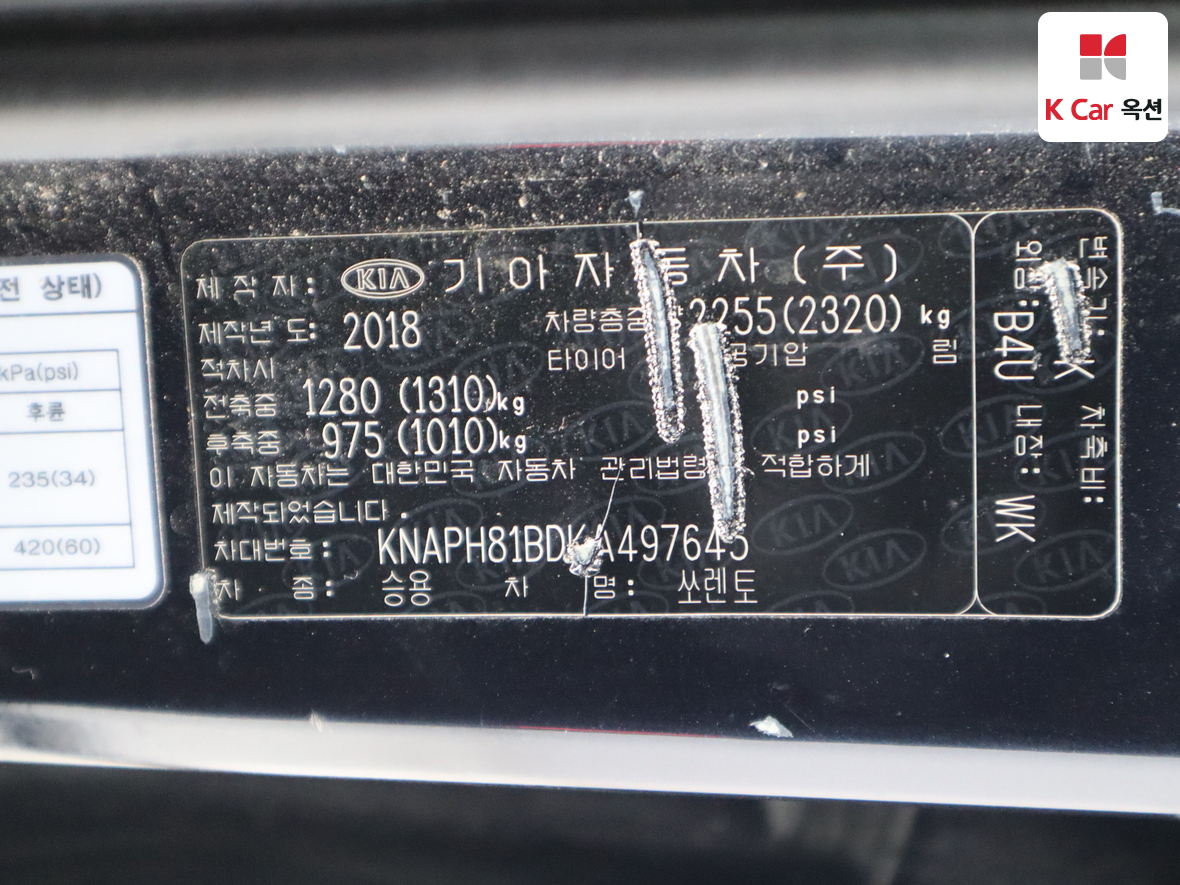 K Car 옥션
전 상태)
kPa(psi)
후륜
235(34)
420(60)
제 작 자 : KIA 기 아 자 동 차 ( 주 )
제작년 도: 2018 차량총중량 2255(2320) kg
적차시 타이어 공기압 림
전축중 1280 (1310)kg psi
후축중 975 (1010)kg psi
이 자동차는 대한민국 자동차 관리법령 적합하게
제작되었습니다 .
차대번호 : KNAPH81BDKA497645
차 종 : 승용 차 명 : 쏘렌토
변속기: K 차축비:
외장: B4U 내장: WK